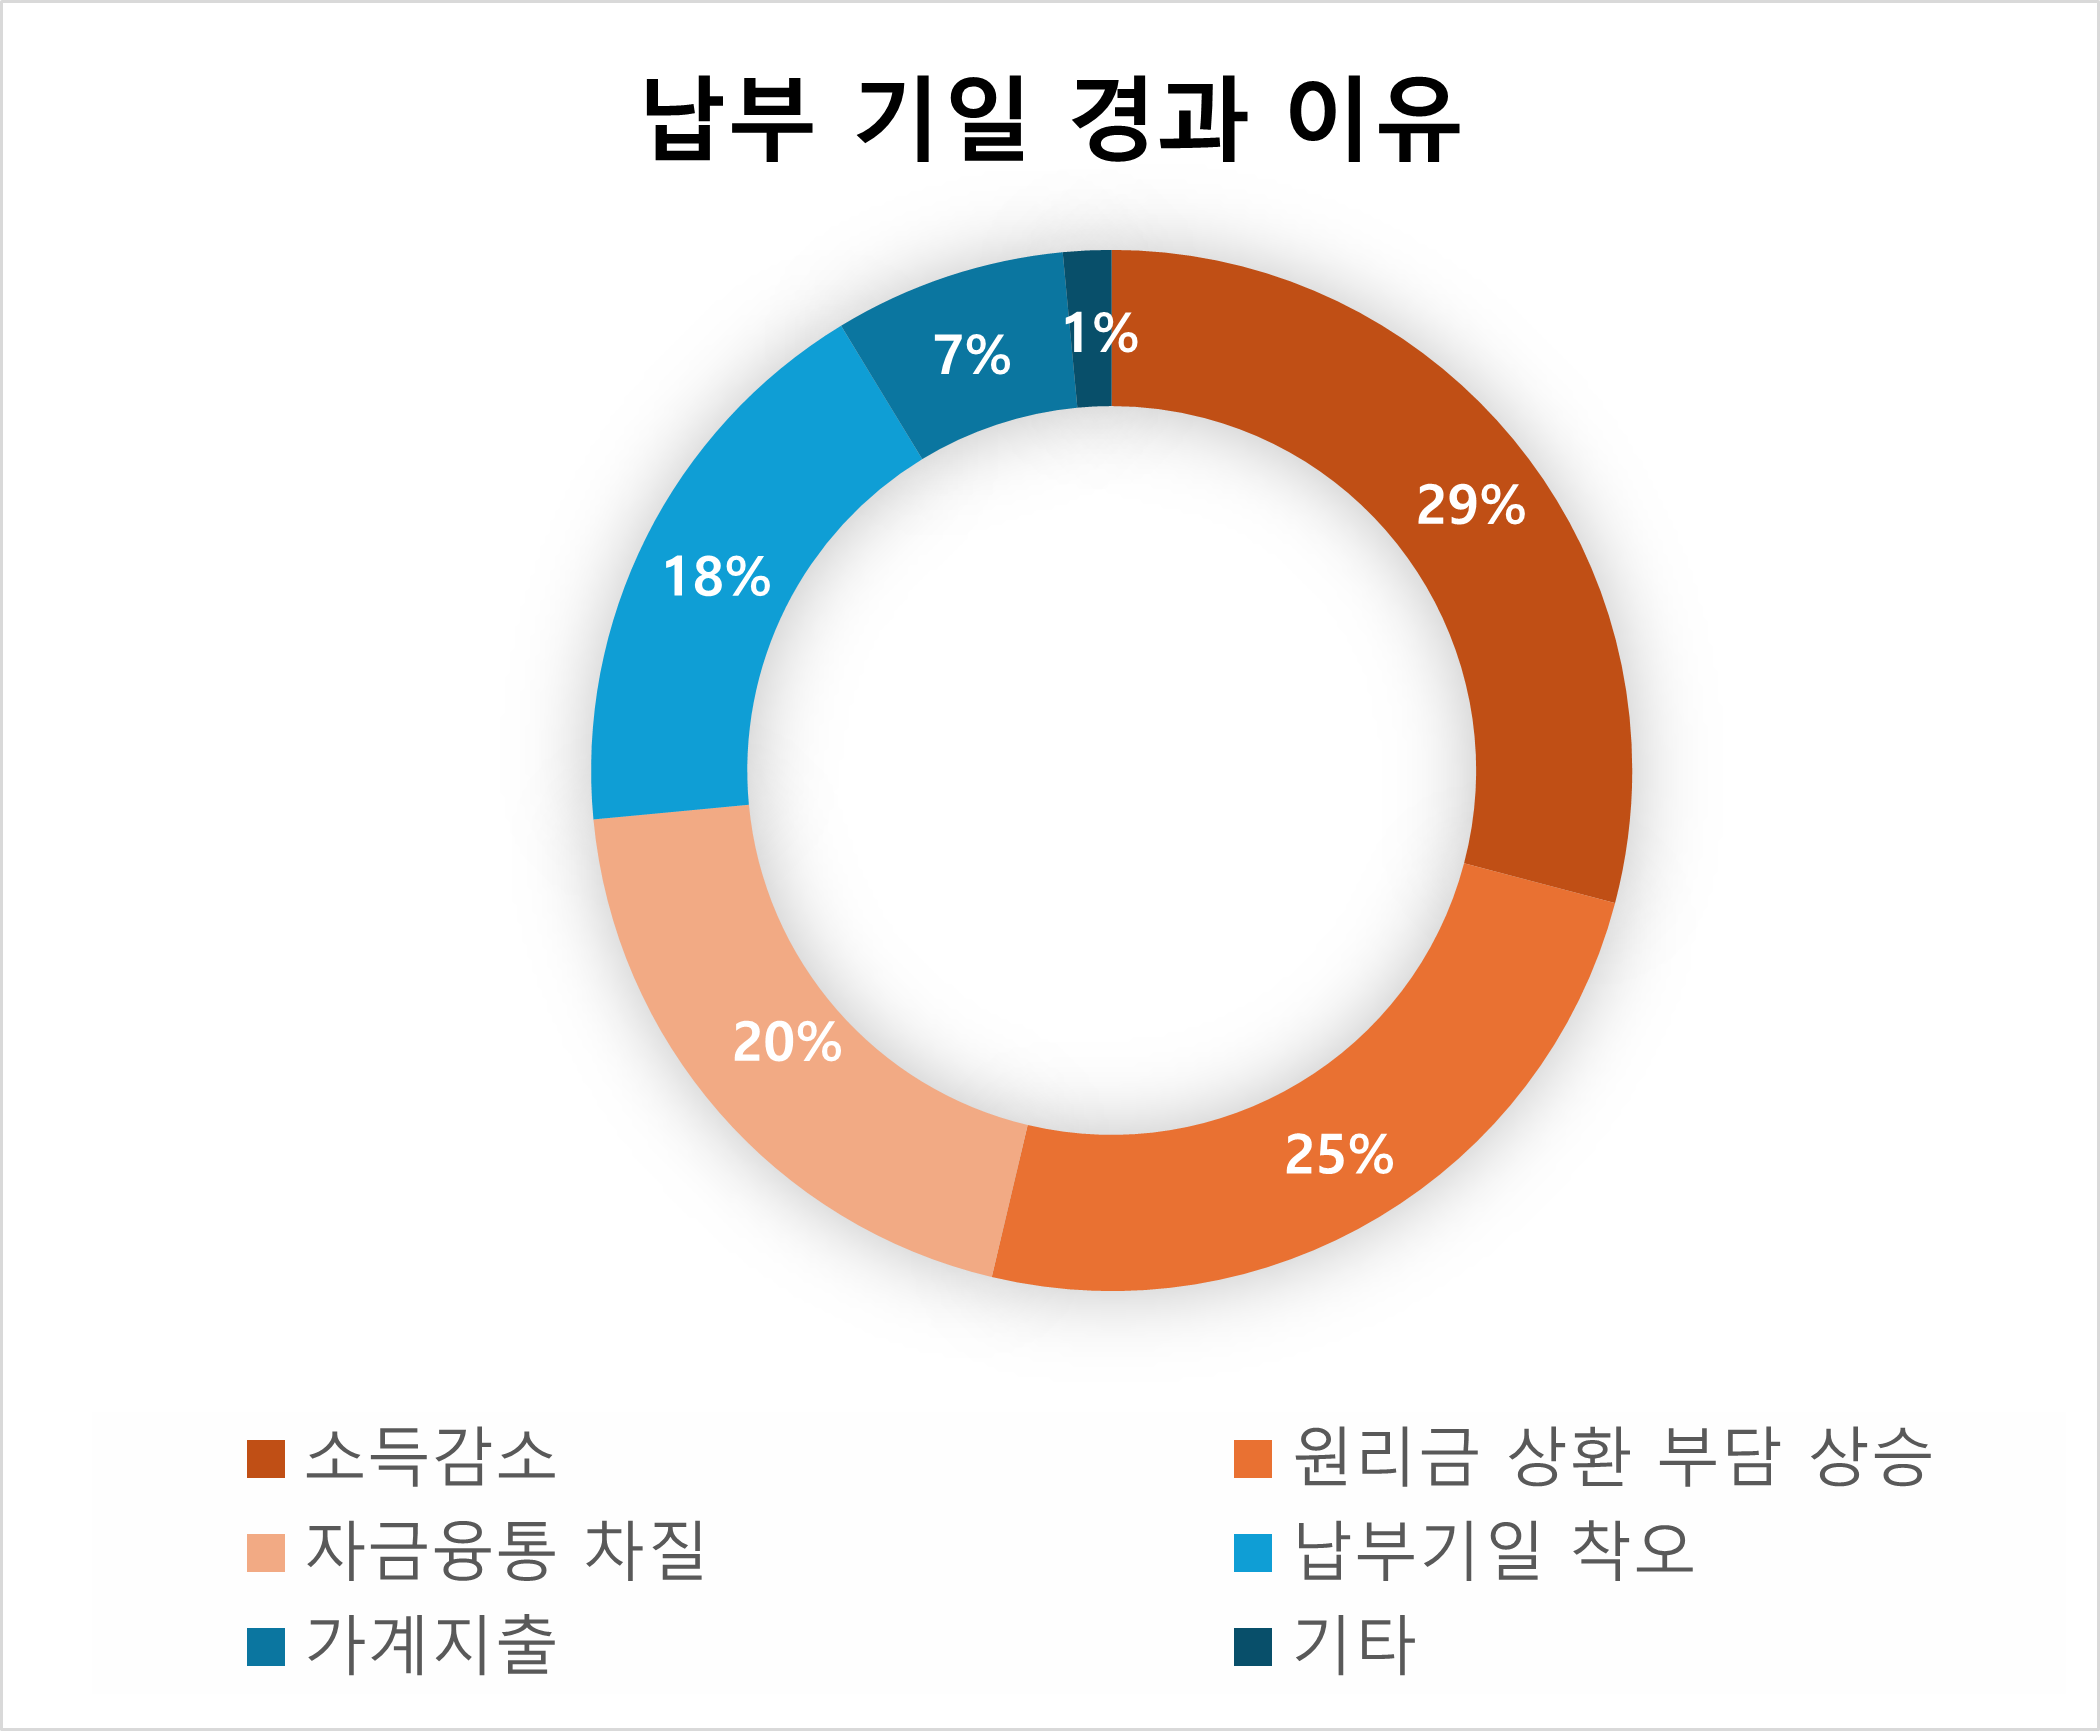 납부 기일 경과 이유
1%
7%
29%
18%
20%
25%
소득감소
원리금 상환 부담 상승
자금융통 차질
납부기일 착오
가계지출
기타